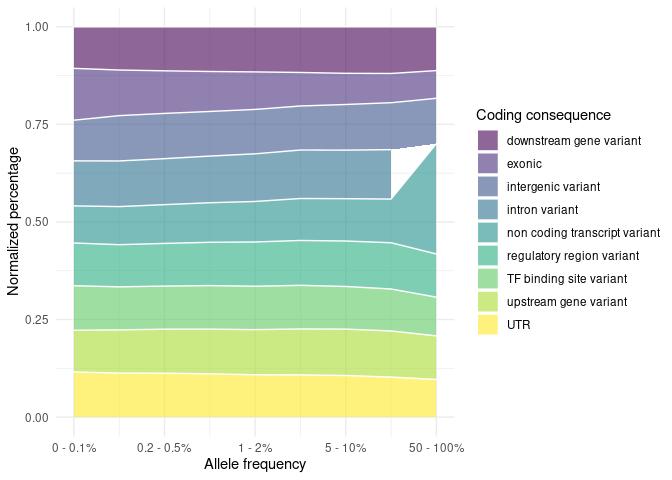 1.00
0.75
0.50
0.25
0.00
Normalized percentage
0 - 0.1%
0.2 - 0.5%
1 - 2%
5 - 10%
50 - 100%
Allele frequency
Coding consequence
downstream gene variant
exonic
intergenic variant
intron variant
non coding transcript variant
regulatory region variant
TF binding site variant
upstream gene variant
UTR